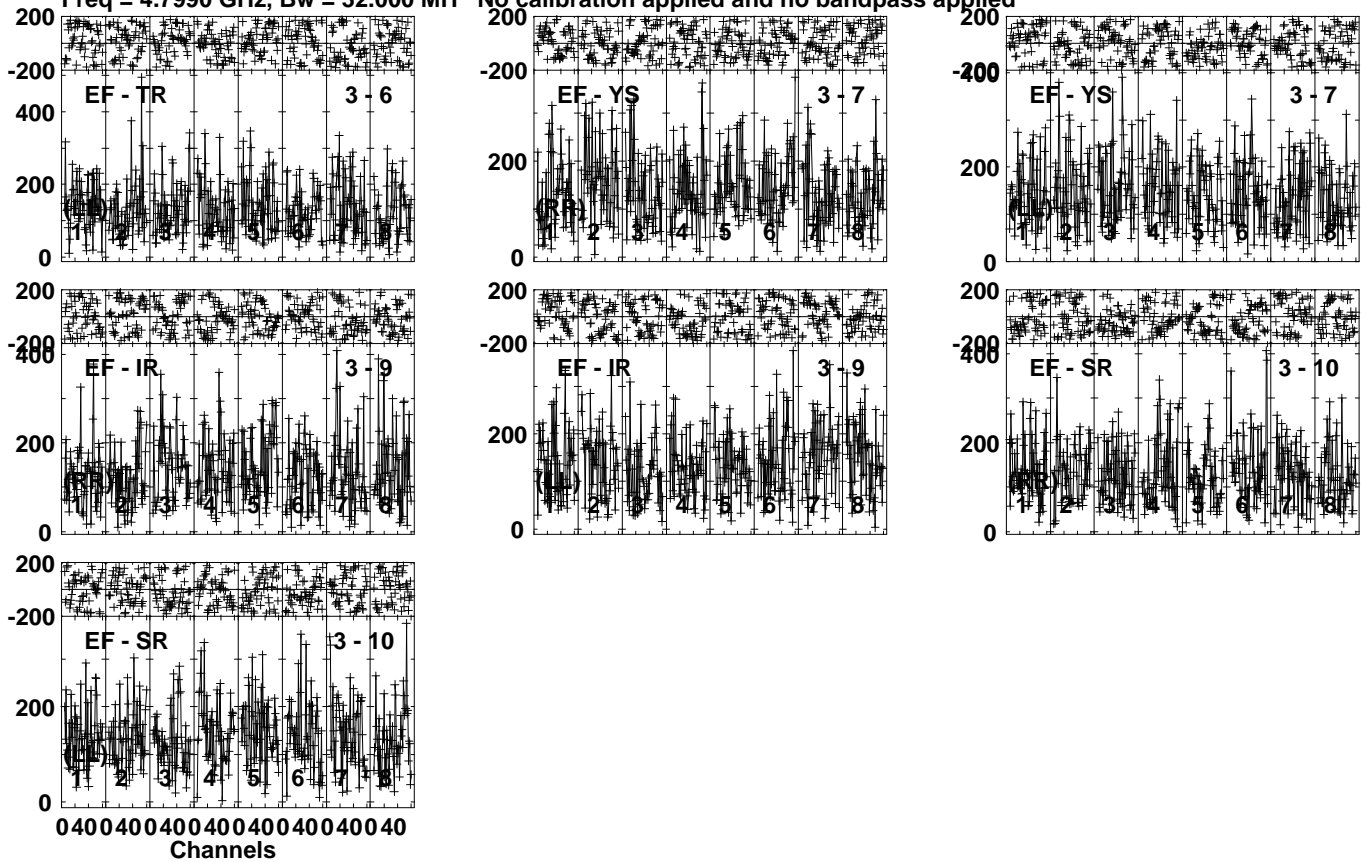 Freq = 4.7990 GHz, Bw = 32.000 MH No calibration applied and no bandpass applied
200 200 200
-200 -200 -200
400
EF - TR 3 - 6 EF - YS 3 - 7 EF - YS 3 - 7
400
200 200 200
(LL) (RR) (LL)
1 2 3 4 5 6 7 8 1 2 3 4 5 6 7 8 1 2 3 4 5 6 7 8
0 0 0
200 200 200
-200 -200 -200
400 400
EF - IR 3 - 9 EF - IR 3 - 9 EF - SR 3 - 10
200 200 200
(RR) (LL) (RR)
1 2 3 4 5 6 7 8 1 2 3 4 5 6 7 8 1 2 3 4 5 6 7 8
0 0 0
200
-200
EF - SR 3 - 10
200
(LL)
1 2 3 4 5 6 7 8
0
0 40 0 40 0 40 0 40 0 40 0 40 0 40 0 40
Channels